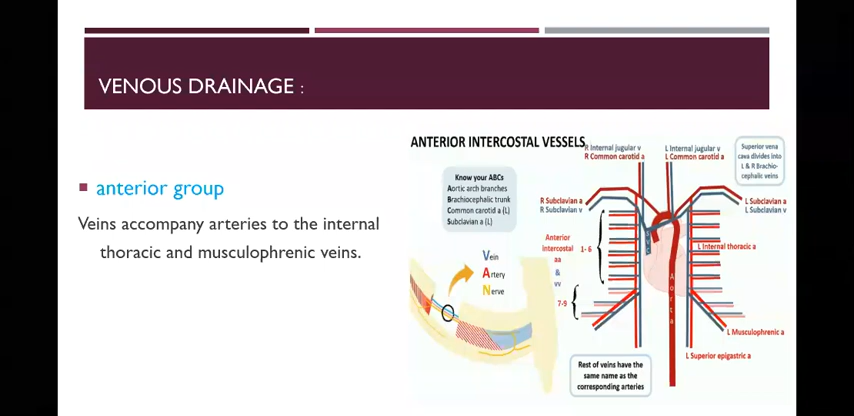 VENOUS DRAINAGE :
anterior group
Veins accompany arteries to the internal
thoracic and musculophrenic veins.
ANTERIOR INTERCOSTAL VESSELS
Know your ABCs
Aortic arch branches
Brachiocephalic trunk
Common carotid a (L)
Subclavian a (L)
Vein
Artery
Nerve
R Internal jugular v
R Common carotid a
L Internal jugular v
L Common carotid a
Superior vena
cava divides into
L & R Brachio-
cephalic veins
R Subclavian a
R Subclavian v
L Subclavian a
L Subclavian v
Anterior
intercostal
aa
&
vv
1- 6
7-9
L Internal thoracic a
Aorta
L Musculophrenic a
L Superior epigastric a
Rest of veins have the
same name as the
corresponding arteries